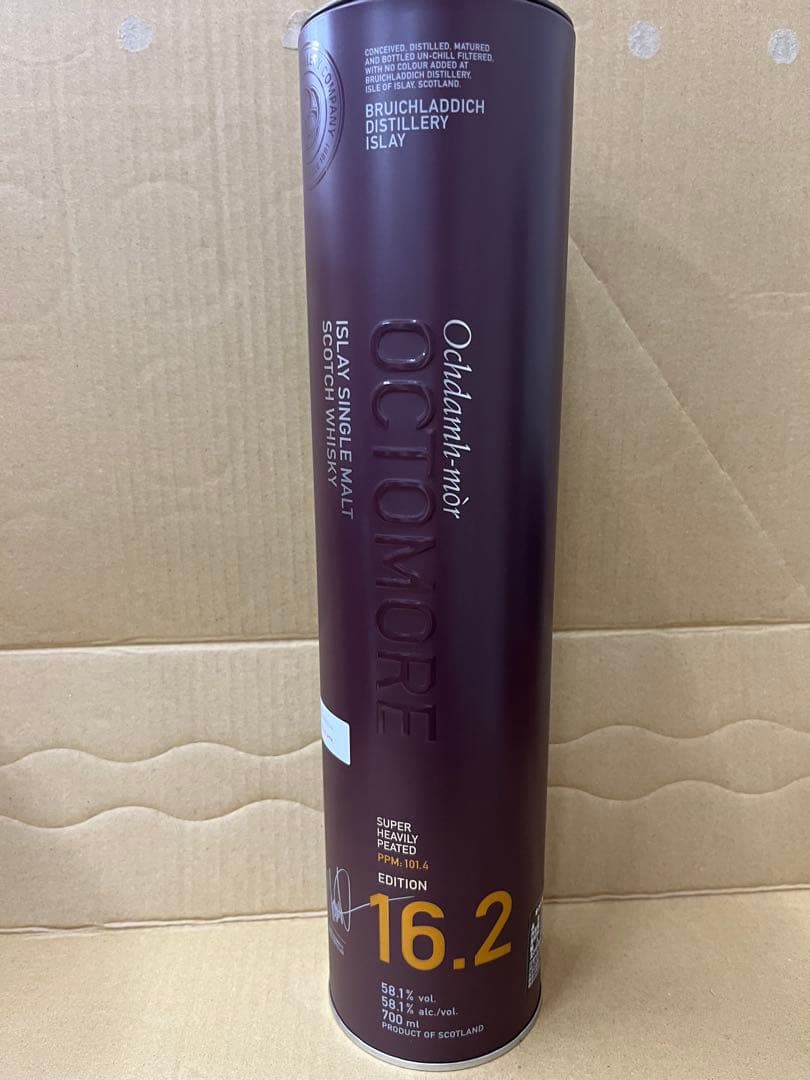 COMPANY
CONCEIVED, DISTILLED, MATURED
AND BOTTLED UN-CHILL FILTERED,
WITH NO COLOUR ADDED AT
BRUICHLADDICH DISTILLERY,
ISLE OF ISLAY, SCOTLAND.
BRUICHLADDICH
DISTILLERY
ISLAY
Ochdamh-mòr
OCTOMORE
ISLAY SINGLE MALT
SCOTCH WHISKY
SUPER
HEAVILY
PEATED
PPM: 101.4
EDITION
16.2
58.1% vol.
58.1% alc./vol.
700 ml
PRODUCT OF SCOTLAND